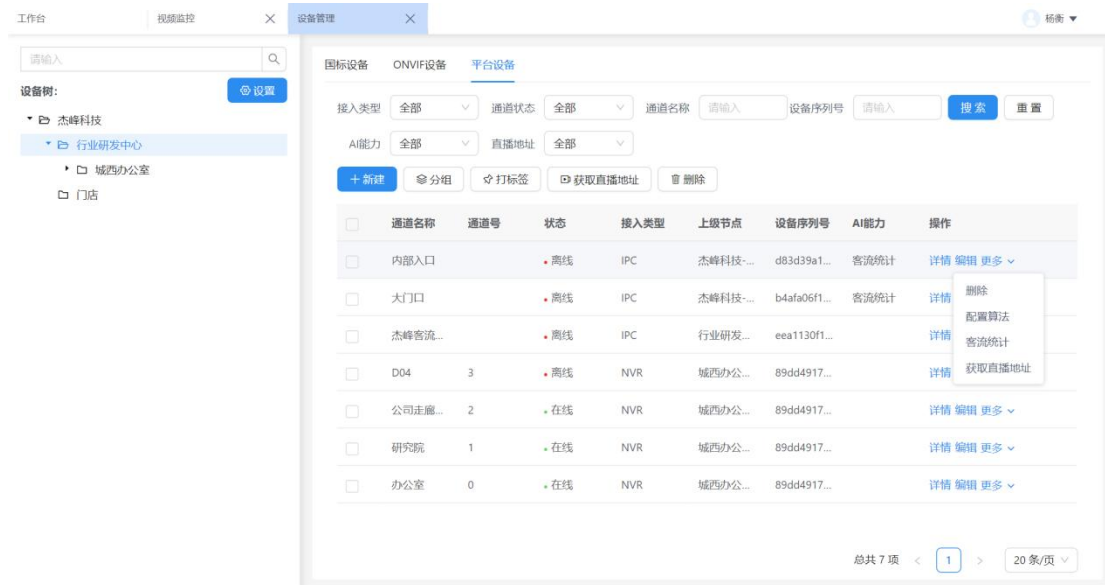 工作台 视频监控 设备管理 杨衡
请输入
设备树: 设置
杰峰科技
行业研发中心
城西办公室
门店
国标设备 ONVIF设备 平台设备
接入类型 全部 通道状态 全部 通道名称 请输入 设备序列号 请输入 搜索 重置
AI能力 全部 直播地址 全部
+ 新建 分组 打标签 获取直播地址 删除
通道名称 通道号 状态 接入类型 上级节点 设备序列号 AI能力 操作
内部入口 离线 IPC 杰峰科技-... d83d39a1... 客流统计 详情 编辑 更多
大门口 离线 IPC 杰峰科技-... b4afa06f1... 客流统计 详情
杰峰客流... 离线 IPC 行业研发... eea1130f1... 详情
D04 3 离线 NVR 城西办公... 89dd4917... 详情
公司走廊... 2 在线 NVR 城西办公... 89dd4917... 详情 编辑 更多
研究院 1 在线 NVR 城西办公... 89dd4917... 详情 编辑 更多
办公室 0 在线 NVR 城西办公... 89dd4917... 详情 编辑 更多
删除
配置算法
客流统计
获取直播地址
总共 7 项 < 1 > 20 条/页